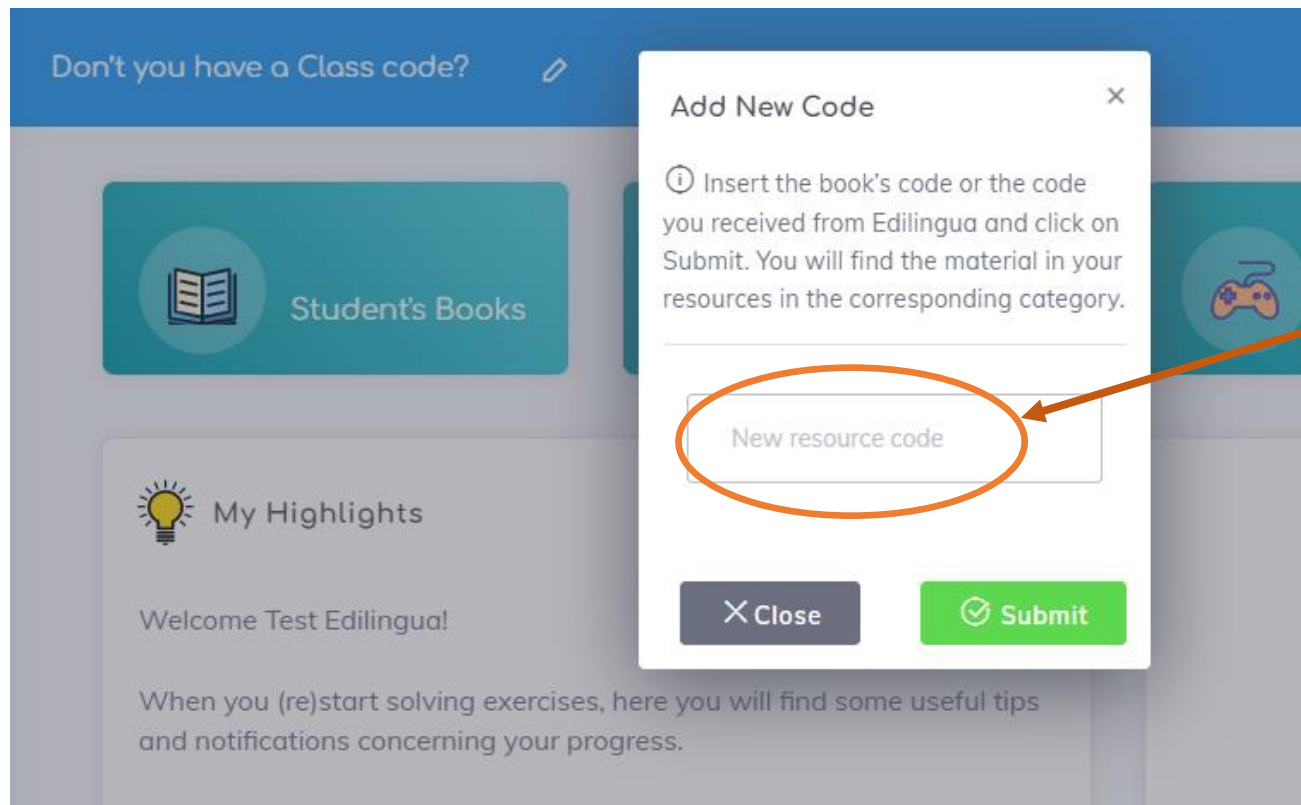 Don't you have a Class code?
Add New Code
Insert the book's code or the code
you received from Edilingua and click on
Submit. You will find the material in your
resources in the corresponding category.
Student's Books
New resource code
My Highlights
Close
Submit
Welcome Test Edilingua!
When you (re)start solving exercises, here you will find some useful tips
and notifications concerning your progress.